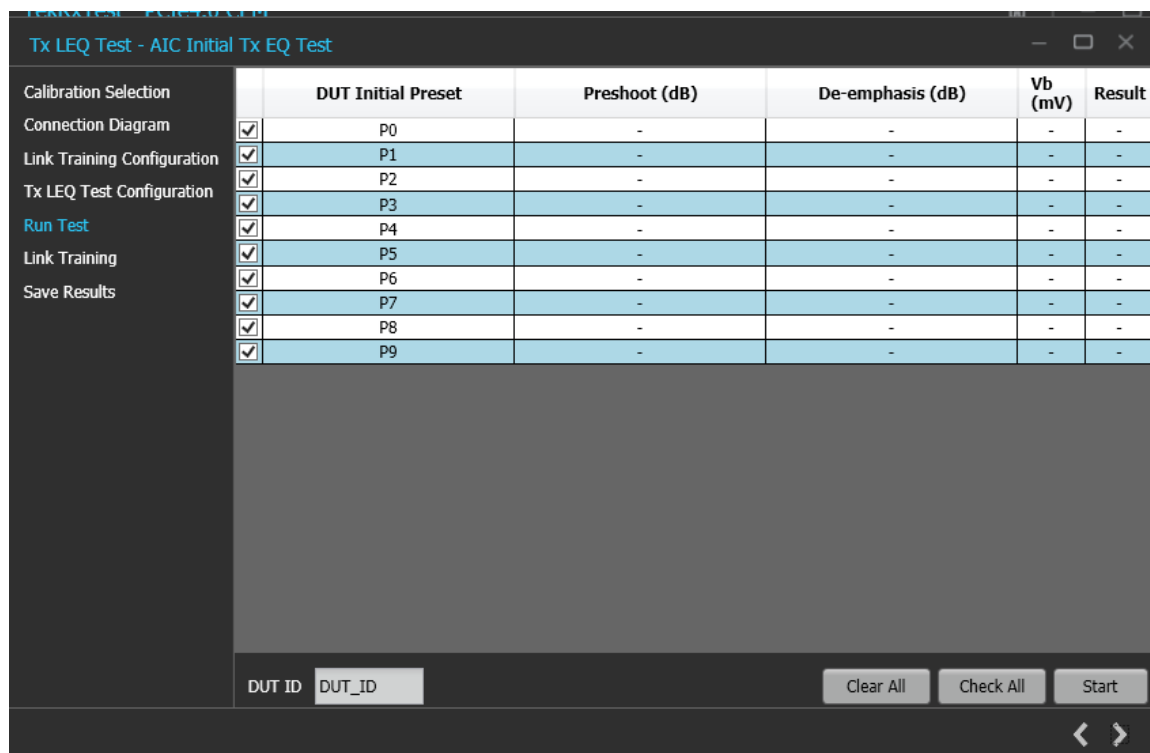 Tx LEQ Test - AIC Initial Tx EQ Test
Calibration Selection
Connection Diagram
Link Training Configuration
Tx LEQ Test Configuration
Run Test
Link Training
Save Results
DUT Initial Preset Preshoot (dB) De-emphasis (dB) Vb (mV) Result
P0 - - - -
P1 - - - -
P2 - - - -
P3 - - - -
P4 - - - -
P5 - - - -
P6 - - - -
P7 - - - -
P8 - - - -
P9 - - - -
DUT ID DUT_ID Clear All Check All Start